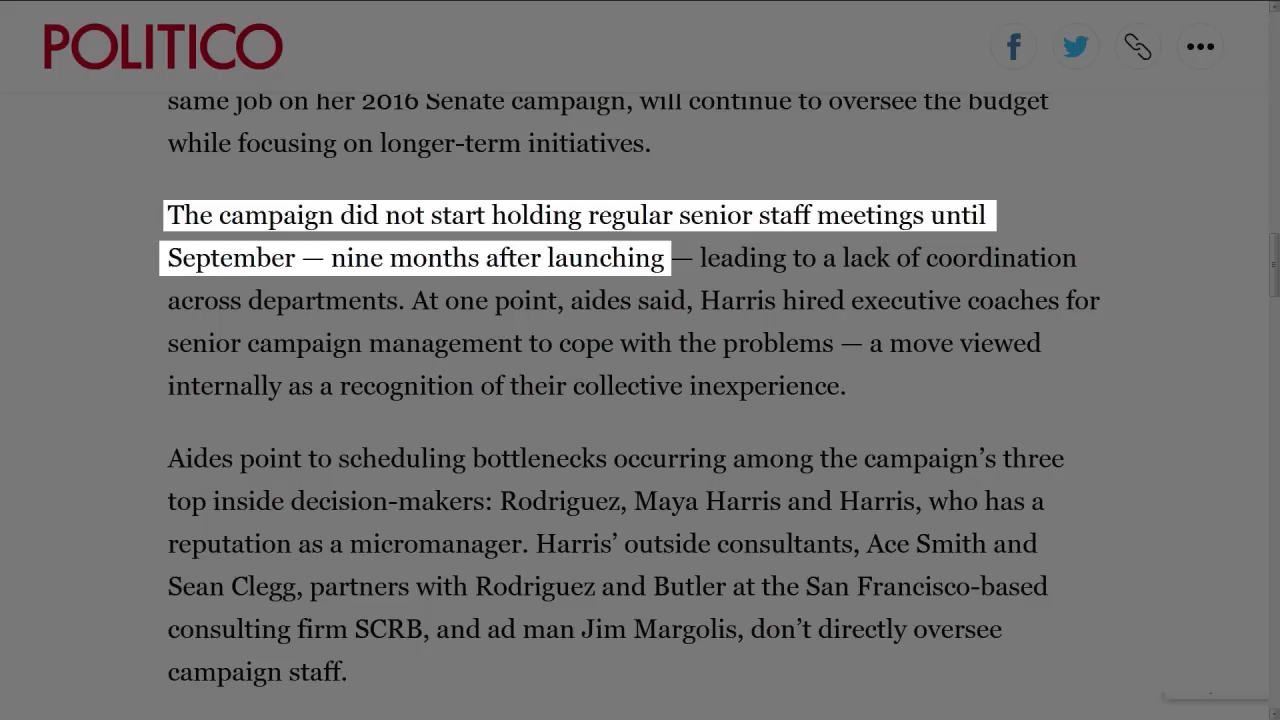 POLITICO
same job on her 2016 Senate campaign, will continue to oversee the budget
while focusing on longer-term initiatives.
The campaign did not start holding regular senior staff meetings until
September — nine months after launching — leading to a lack of coordination
across departments. At one point, aides said, Harris hired executive coaches for
senior campaign management to cope with the problems — a move viewed
internally as a recognition of their collective inexperience.
Aides point to scheduling bottlenecks occurring among the campaign’s three
top inside decision-makers: Rodriguez, Maya Harris and Harris, who has a
reputation as a micromanager. Harris’ outside consultants, Ace Smith and
Sean Clegg, partners with Rodriguez and Butler at the San Francisco-based
consulting firm SCRB, and ad man Jim Margolis, don’t directly oversee
campaign staff.